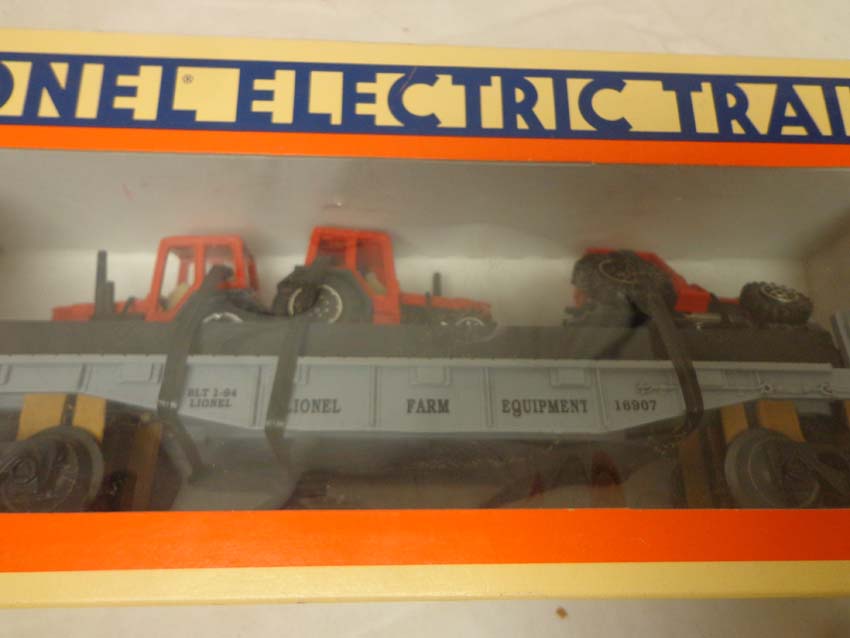 ONEL® ELECTRIC TRAI
BLT 1-94
LIONEL
LIONEL FARM EQUIPMENT 16907